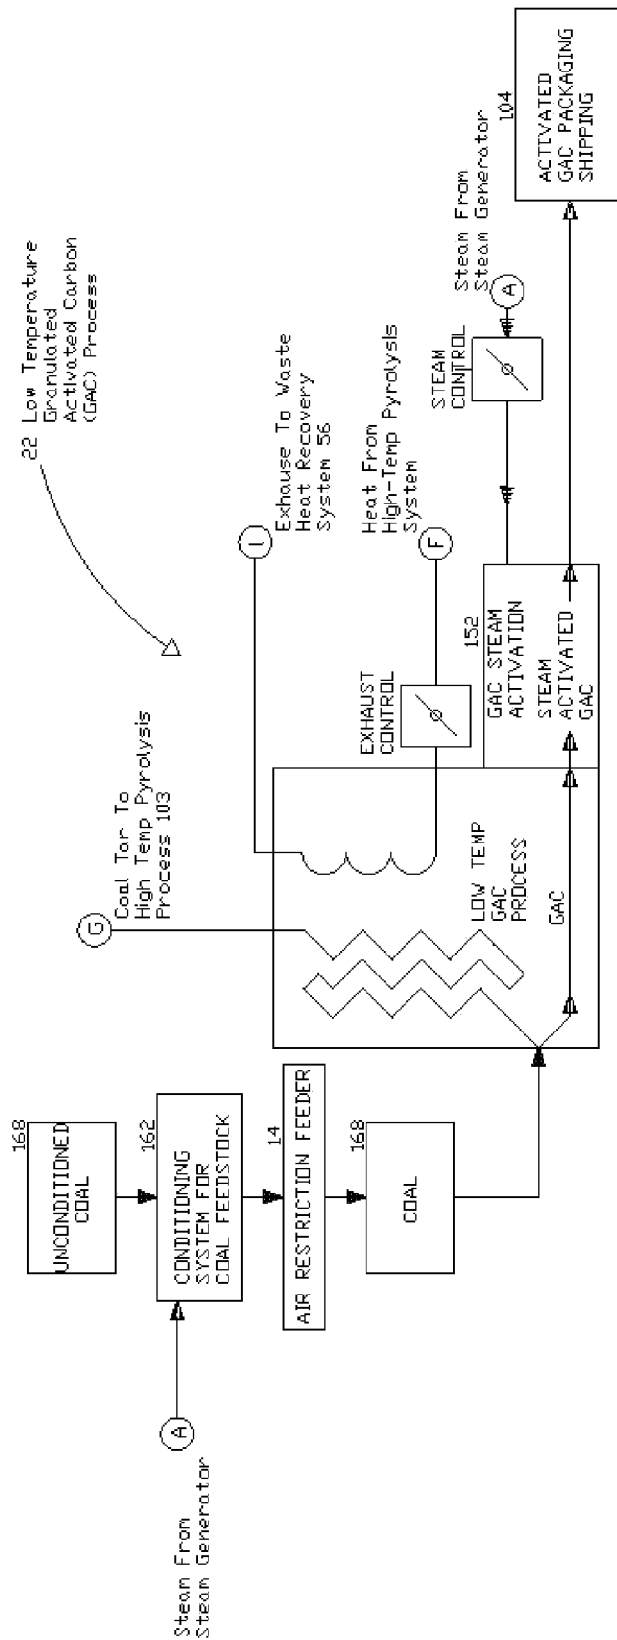 22 Low Temperature
Granulated
Activated Carbon
(GAC) Process
G
Coal Tar To
High Temp Pyrolysis
Process 103
I
Exhause To Waste
Heat Recovery
System 56
F
Heat From
High-Temp Pyrolysis
System
Steam From
Steam Generator
A
STEAM
CONTROL
EXHAUST
CONTROL
168
UNCONDITIONED
COAL
162
CONDITIONING
SYSTEM FOR
COAL FEEDSTOCK
14
AIR RESTRICTION FEEDER
168
COAL
A
Steam From
Steam Generator
LOW TEMP
GAC
PROCESS
GAC
152
GAC STEAM
ACTIVATION
STEAM
ACTIVATED
GAC
104
ACTIVATED
GAC PACKAGING
SHIPPING